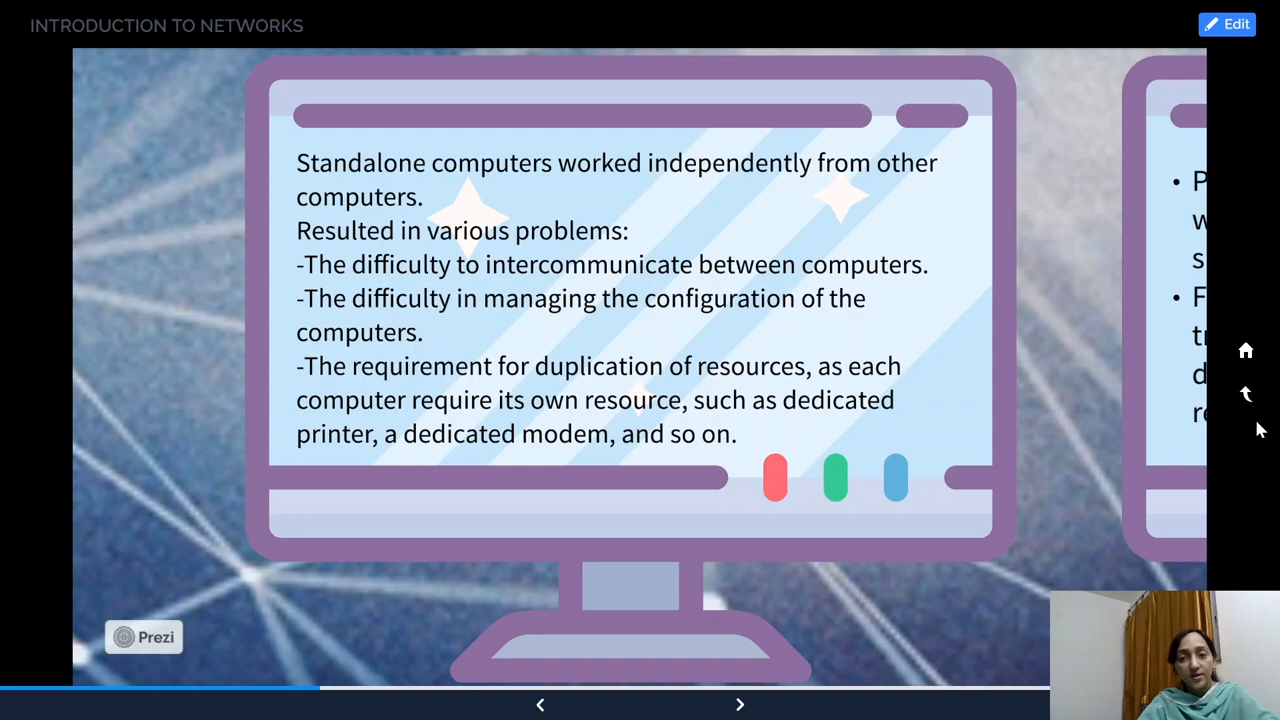 INTRODUCTION TO NETWORKS
Edit
Standalone computers worked independently from other
computers.
Resulted in various problems:
-The difficulty to intercommunicate between computers.
-The difficulty in managing the configuration of the
computers.
-The requirement for duplication of resources, as each
computer require its own resource, such as dedicated
printer, a dedicated modem, and so on.
Prezi